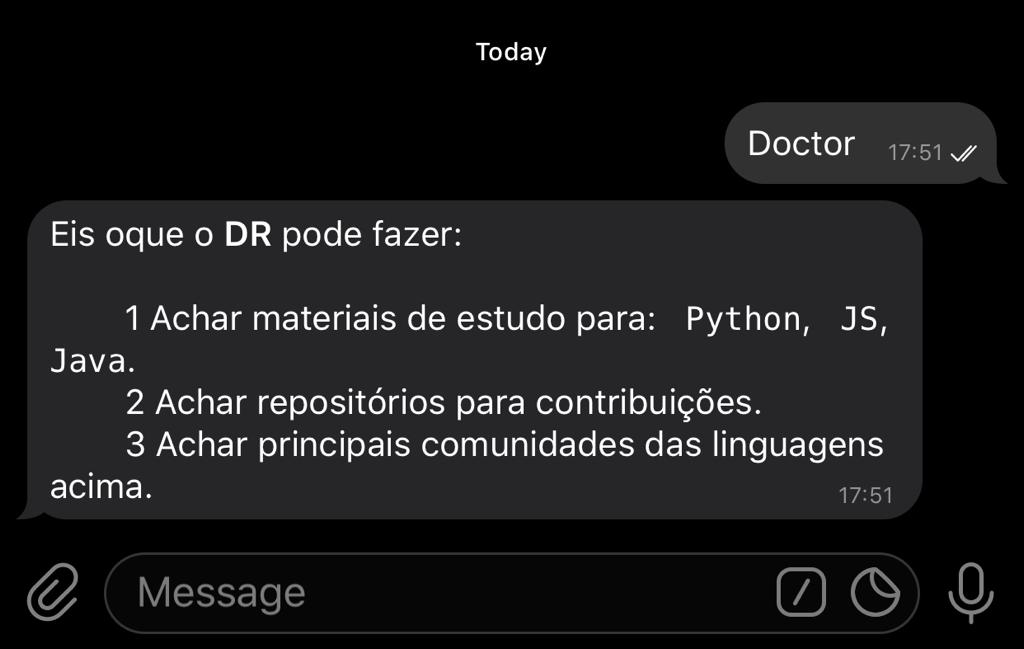 Today
Doctor 17:51
Eis oque o DR pode fazer:
1 Achar materiais de estudo para: Python, JS,
Java.
2 Achar repositórios para contribuições.
3 Achar principais comunidades das linguagens
acima.
17:51
Message